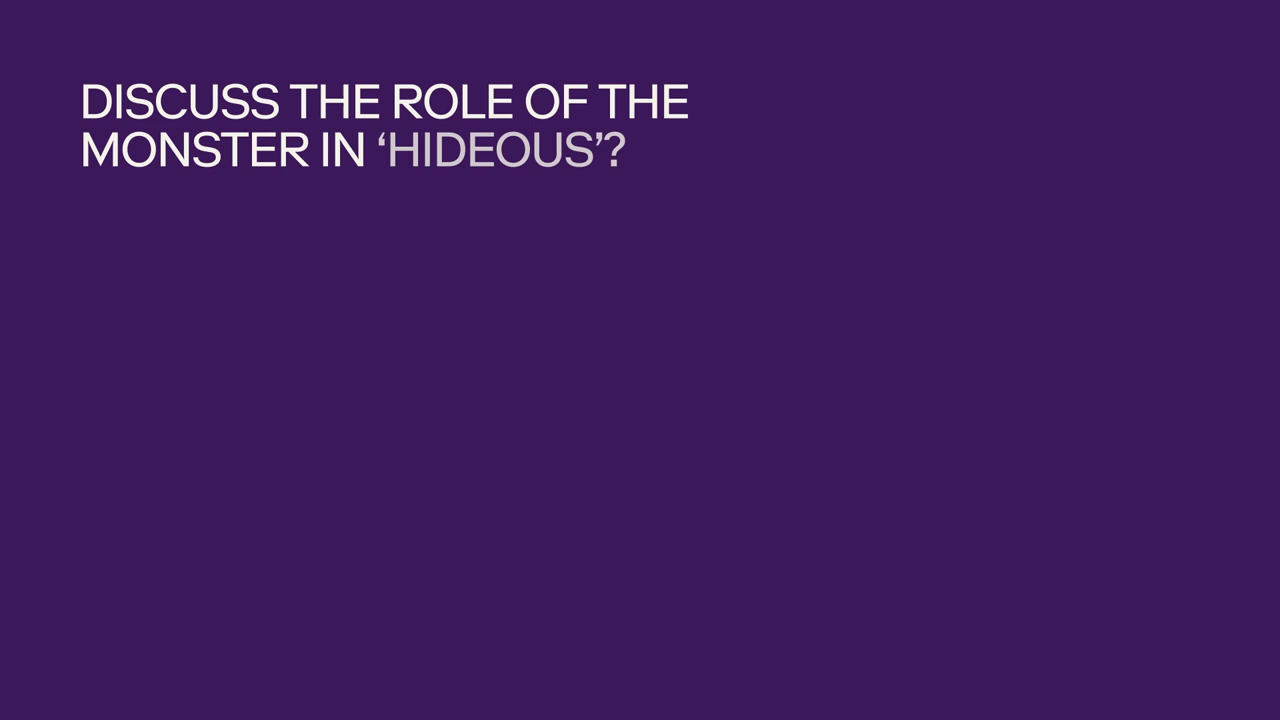 DISCUSS THE ROLE OF THE
MONSTER IN ‘HIDEOUS’?